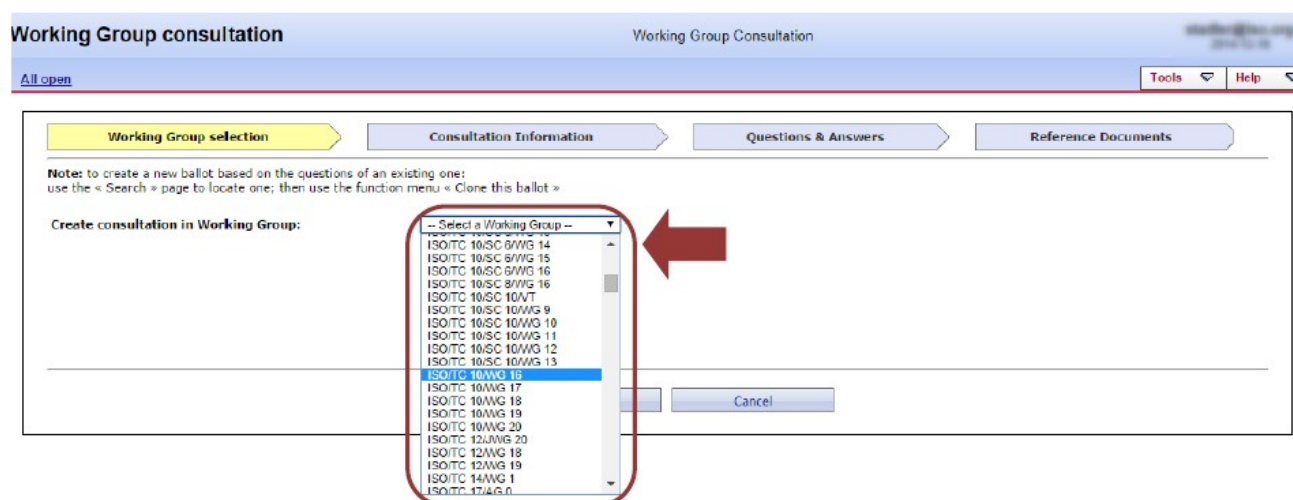 Working Group consultation
Working Group Consultation
All open
Tools
Help
Working Group selection
Consultation Information
Questions & Answers
Reference Documents
Note: to create a new ballot based on the questions of an existing one:
use the « Search » page to locate one; then use the function menu « Clone this ballot »
Create consultation in Working Group:
-- Select a Working Group --
ISO/TC 10/SC 6/WG 14
ISO/TC 10/SC 6/WG 15
ISO/TC 10/SC 6/WG 16
ISO/TC 10/SC 8/WG 16
ISO/TC 10/SC 10/VT
ISO/TC 10/SC 10/WG 9
ISO/TC 10/SC 10/WG 10
ISO/TC 10/SC 10/WG 11
ISO/TC 10/SC 10/WG 12
ISO/TC 10/SC 10/WG 13
ISO/TC 10/WG 16
ISO/TC 10/WG 17
ISO/TC 10/WG 18
ISO/TC 10/WG 19
ISO/TC 10/WG 20
ISO/TC 12/JWG 20
ISO/TC 12/WG 18
ISO/TC 12/WG 19
ISO/TC 14/WG 1
ISO/TC 17/AG 0
Cancel